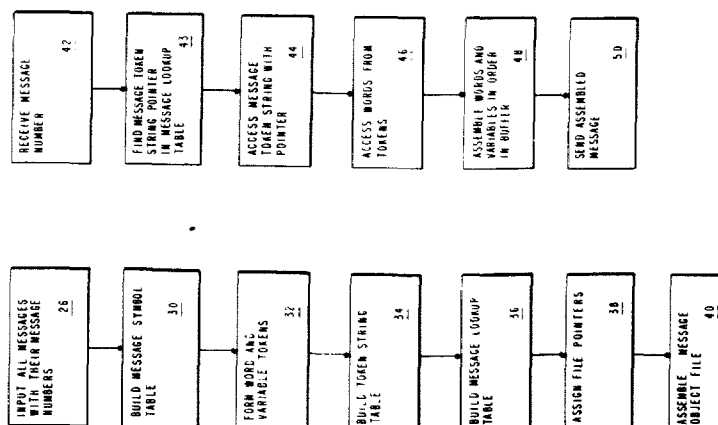 RECEIVE MESSAGE
NUMBER
42
FIND MESSAGE TOKEN
STRING POINTER
IN MESSAGE LOOKUP
TABLE
43
ACCESS MESSAGE
TOKEN STRING WITH
POINTER
44
ACCESS WORDS FROM
TOKENS
46
ASSEMBLE WORDS AND
VARIABLES IN ORDER
IN BUFFER
48
SEND ASSEMBLED
MESSAGE
50
INPUT ALL MESSAGES
WITH THEIR MESSAGE
NUMBERS
26
BUILD MESSAGE SYMBOL
TABLE
30
FORM WORD AND
VARIABLE TOKENS
32
BUILD TOKEN STRING
TABLE
34
BUILD MESSAGE LOOKUP
TABLE
36
ASSIGN FILE POINTERS
38
ASSEMBLE MESSAGE
OBJECT FILE
40